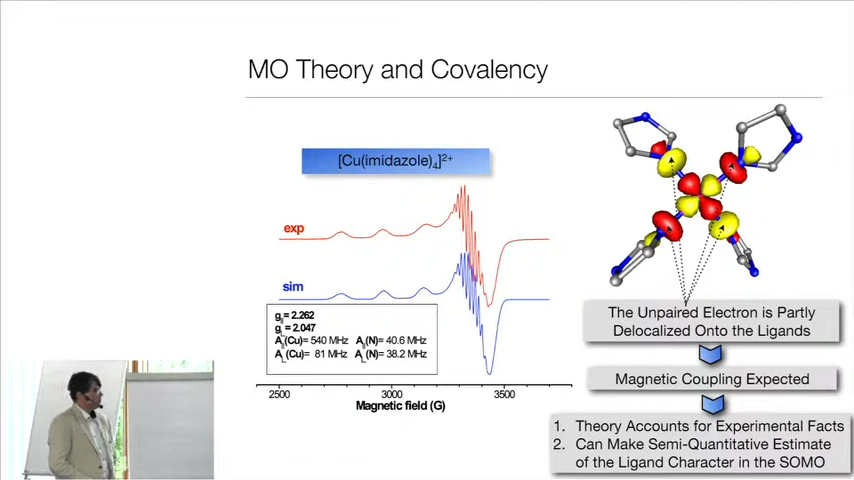 MO Theory and Covalency
[Cu(imidazole)₄]²⁺
exp
sim
g||= 2.262
g⊥= 2.047
A||(Cu)= 540 MHz A||(N)= 40.6 MHz
A⊥(Cu)= 81 MHz A⊥(N)= 38.2 MHz
2500 3000 3500
Magnetic field (G)
The Unpaired Electron is Partly
Delocalized Onto the Ligands
Magnetic Coupling Expected
1. Theory Accounts for Experimental Facts
2. Can Make Semi-Quantitative Estimate
of the Ligand Character in the SOMO